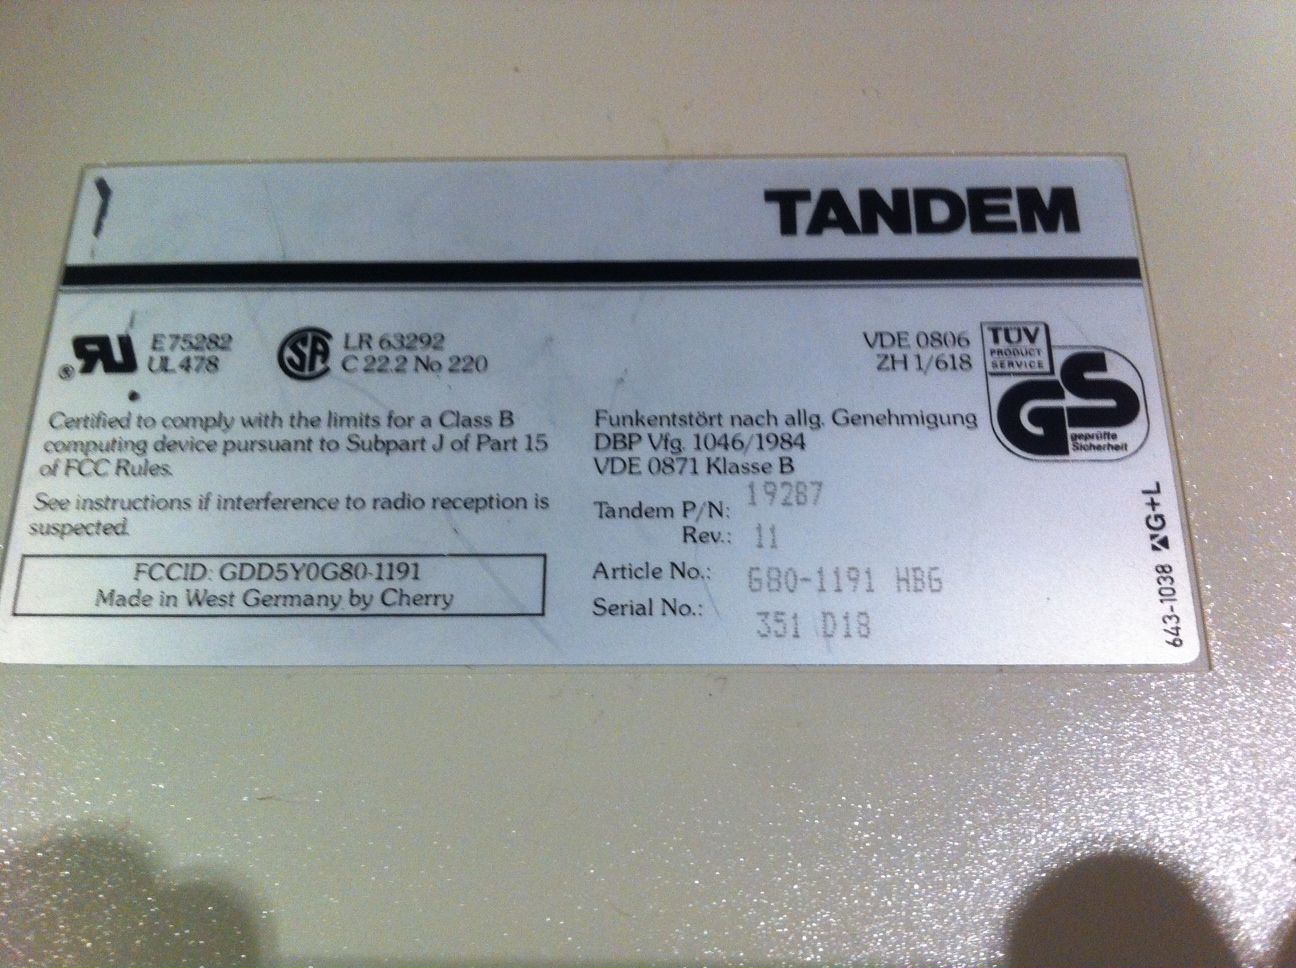 TANDEM
E75282
UL 478
LR 63292
C 22.2 No 220
VDE 0806
ZH 1/618
TÜV
PRODUCT
SERVICE
GS
geprüfte
Sicherheit
Certified to comply with the limits for a Class B
computing device pursuant to Subpart J of Part 15
of FCC Rules.
See instructions if interference to radio reception is
suspected.
FCCID: GDD5Y0G80-1191
Made in West Germany by Cherry
Funkentstört nach allg. Genehmigung
DBP Vfg. 1046/1984
VDE 0871 Klasse B
Tandem P/N: 19287
Rev.: 11
Article No.: G80-1191 HBG
Serial No.: 351 D18
643-1038 G+L